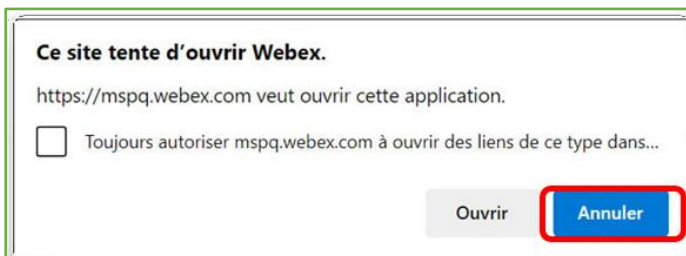 Ce site tente d’ouvrir Webex.
https://mspq.webex.com veut ouvrir cette application.
Toujours autoriser mspq.webex.com à ouvrir des liens de ce type dans...
Ouvrir Annuler